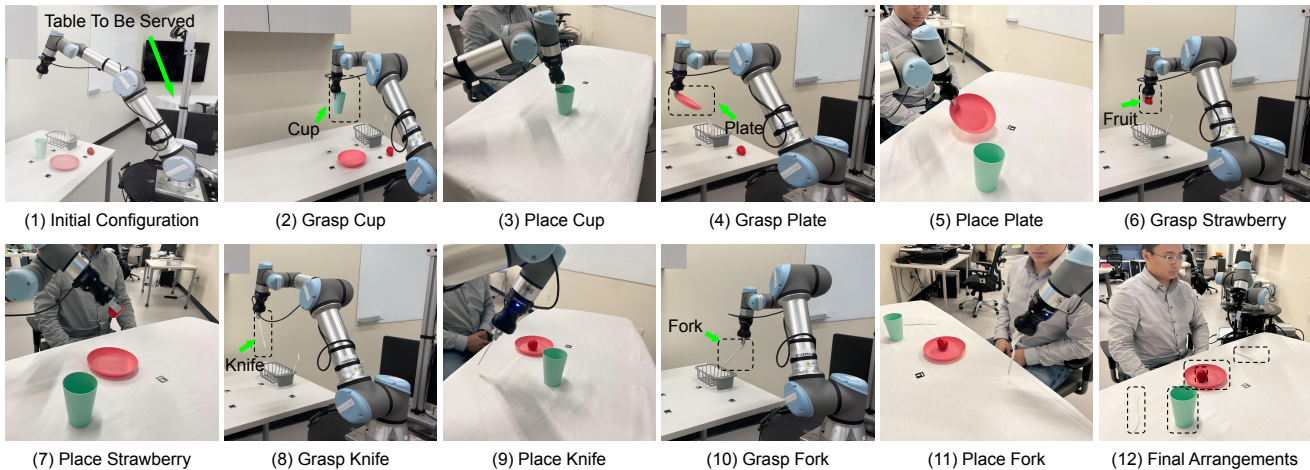 Table To Be Served
Cup
Plate
Fruit
(1) Initial Configuration
(2) Grasp Cup
(3) Place Cup
(4) Grasp Plate
(5) Place Plate
(6) Grasp Strawberry
Knife
Fork
(7) Place Strawberry
(8) Grasp Knife
(9) Place Knife
(10) Grasp Fork
(11) Place Fork
(12) Final Arrangements